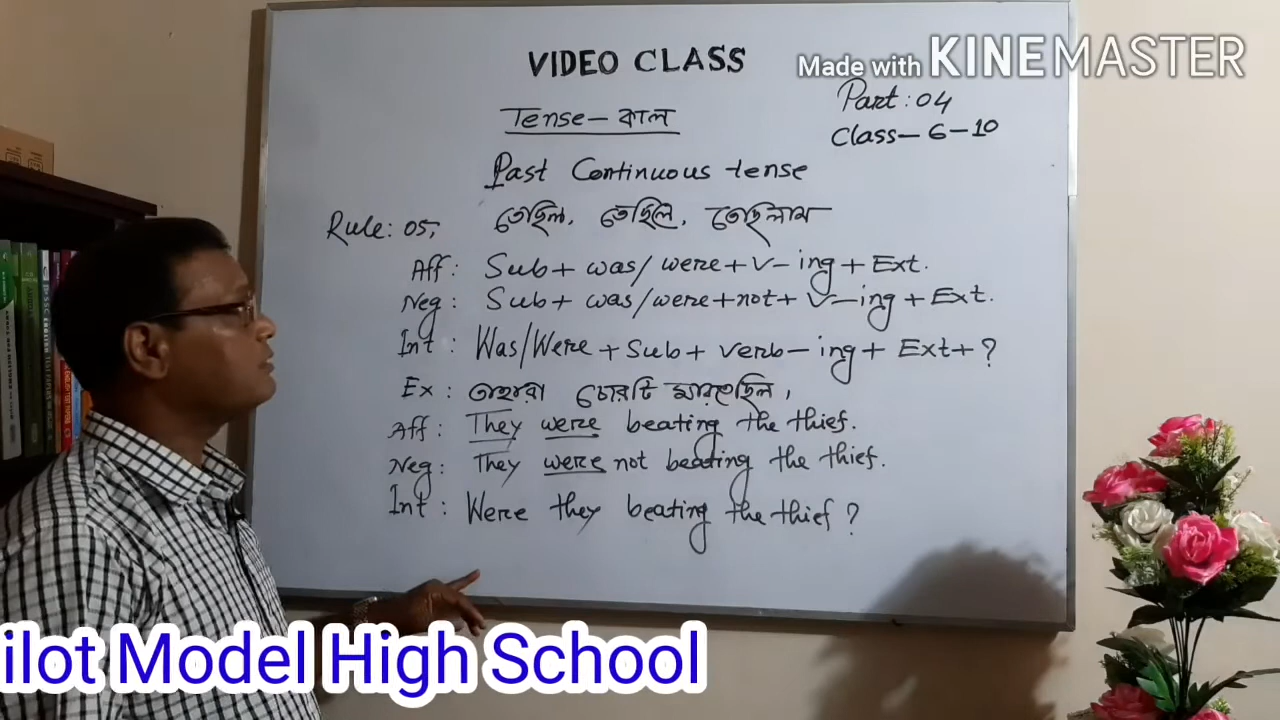 VIDEO CLASS
Made with KINEMASTER
Part: 04
Tense – কাল
Class – 6 – 10
Past Continuous tense
Rule: 05, তেছিল, তেছিলে, তেছিলাম
Aff: Sub + was/were + v-ing + Ext.
Neg: Sub + was/were + not + v-ing + Ext.
Int: Was/Were + Sub + verb-ing + Ext + ?
Ex: তাহারা চোরটি মারতেছিল,
Aff: They were beating the thief.
Neg: They were not beating the thief.
Int: Were they beating the thief?
ilot Model High School